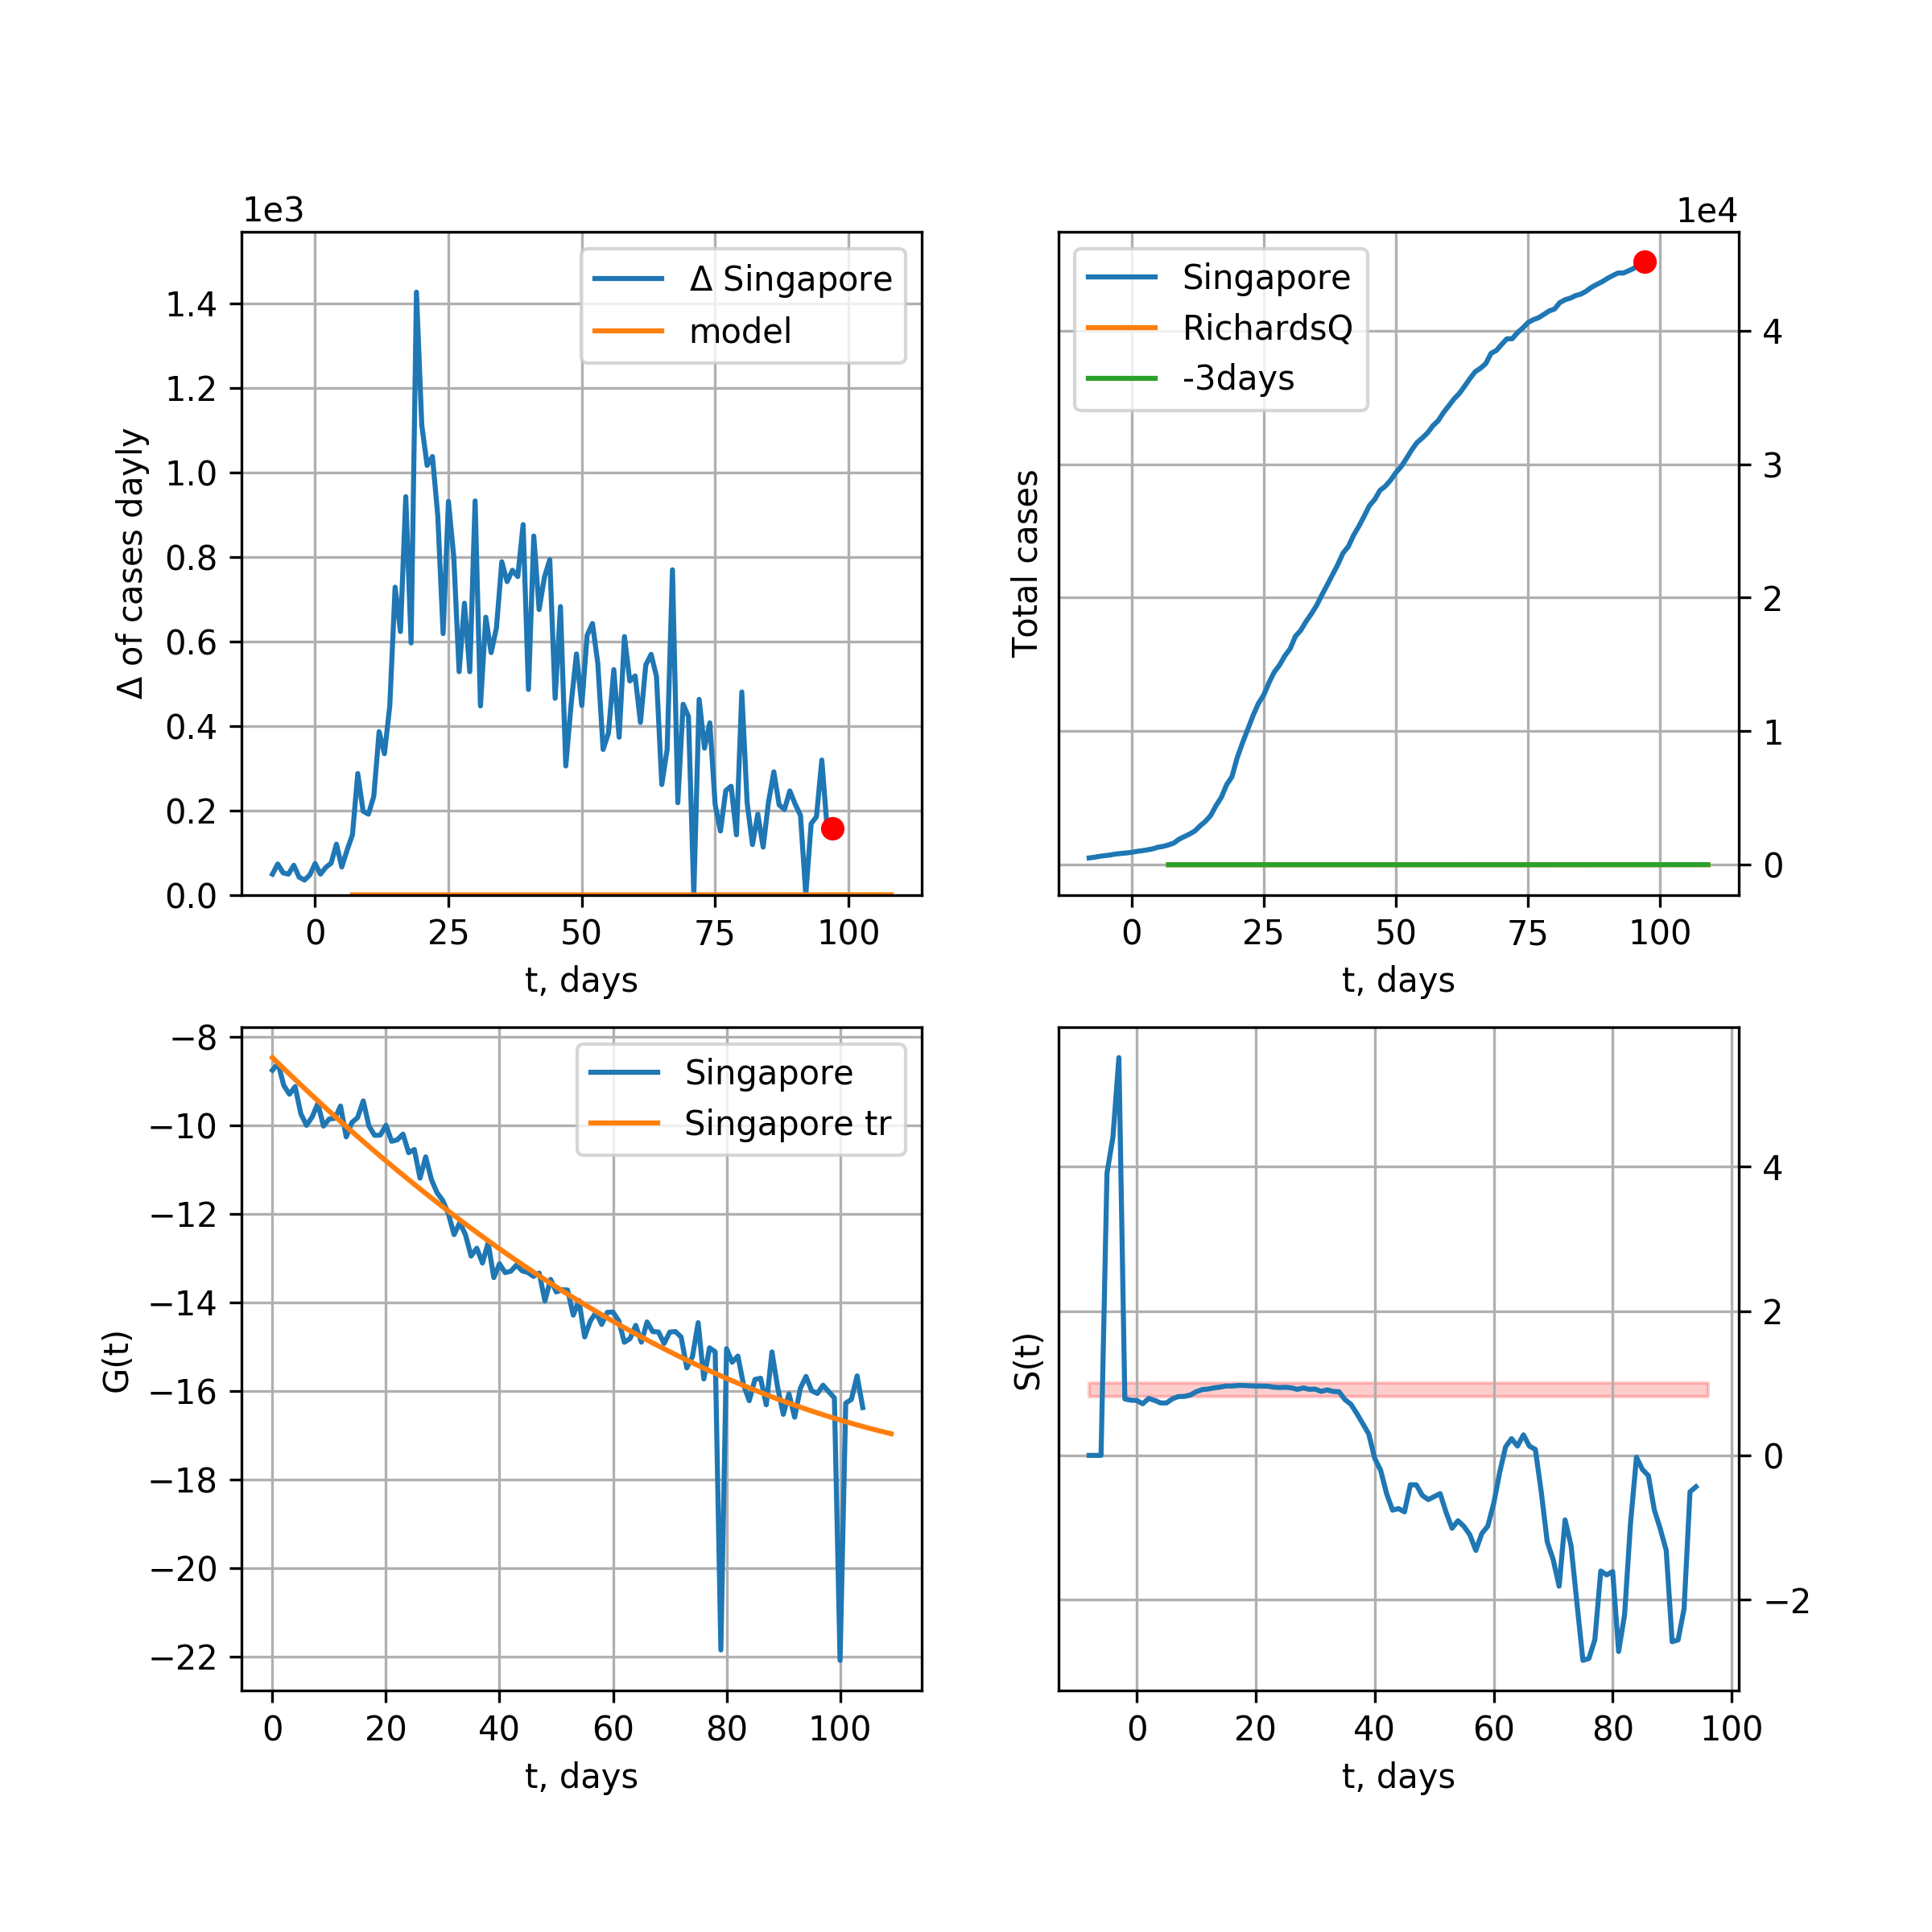 1e3
Δ Singapore
model
Δ of cases dayly
1.4
1.2
1.0
0.8
0.6
0.4
0.2
0.0
0 25 50 75 100
t, days
1e4
Singapore
RichardsQ
-3days
Total cases
4
3
2
1
0
0 25 50 75 100
t, days
Singapore
Singapore tr
G(t)
−8
−10
−12
−14
−16
−18
−20
−22
0 20 40 60 80 100
t, days
S(t)
4
2
0
−2
0 20 40 60 80 100
t, days